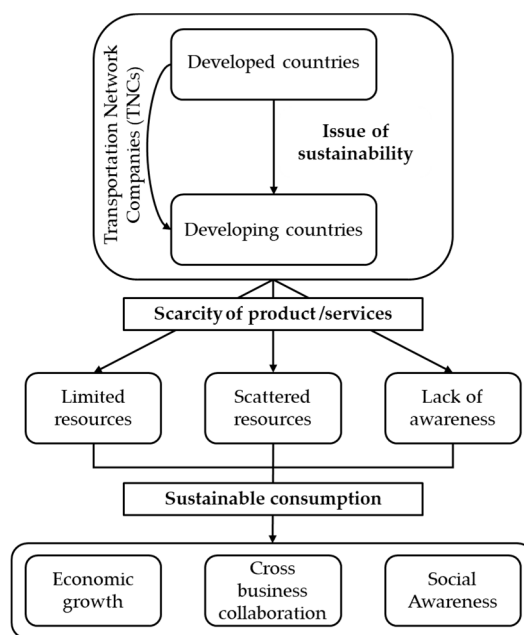 Developed countries
Transportation Network
Companies (TNCs)
Issue of
sustainability
Developing countries
Scarcity of product/services
Limited
resources
Scattered
resources
Lack of
awareness
Sustainable consumption
Economic
growth
Cross
business
collaboration
Social
Awareness